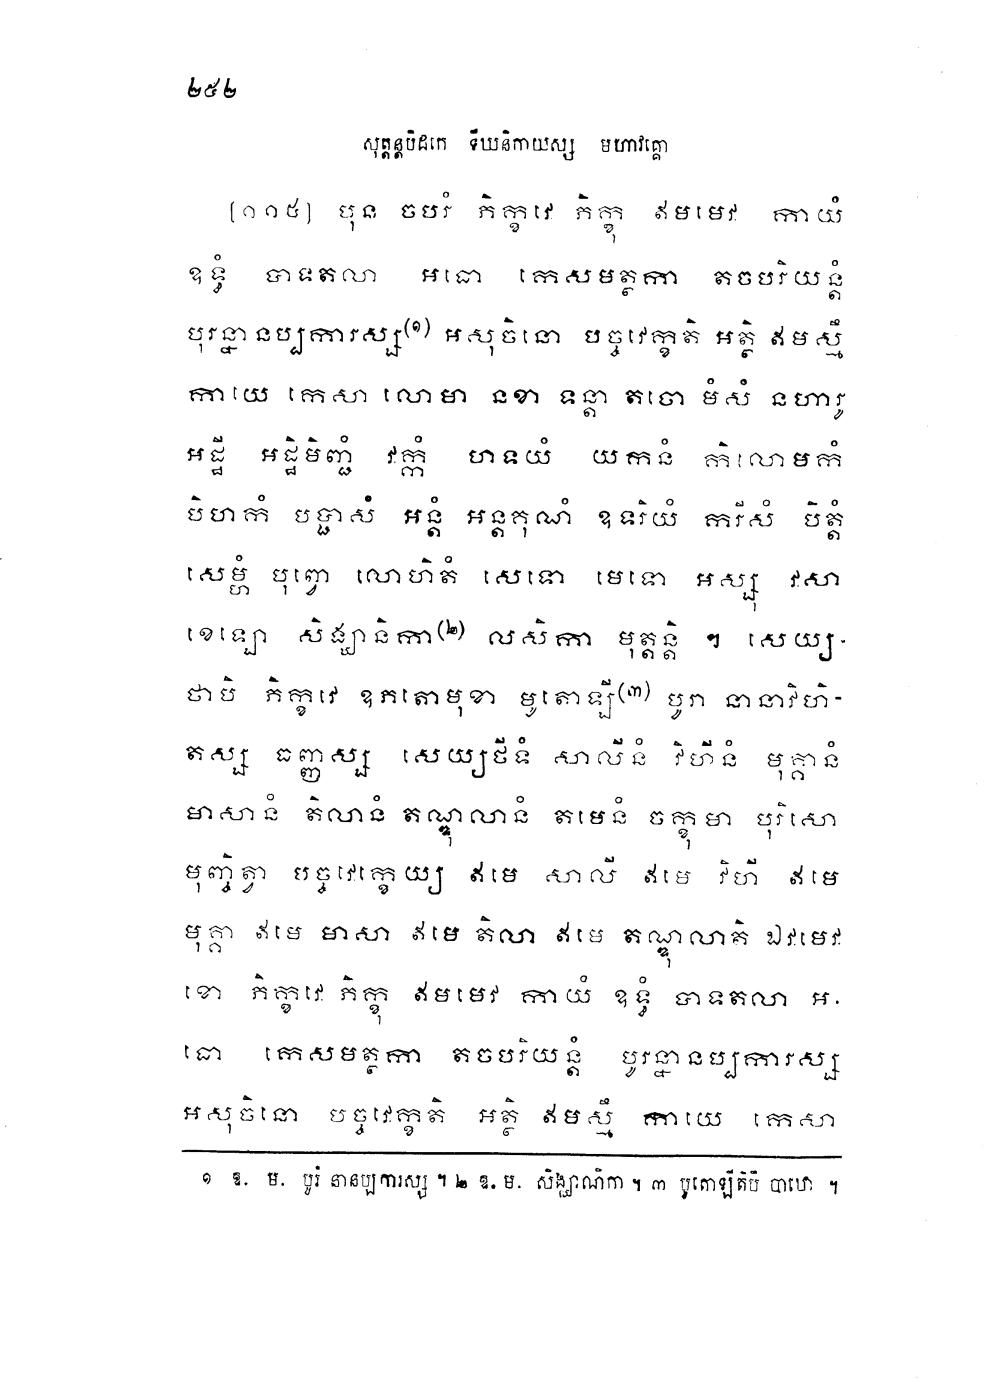 ២៥២
សុត្តន្តបិដកេ ទីឃនិកាយស្ស មហាវគ្គោ
[១១៥] បុន ចបរំ ភិក្ខវេ ភិក្ខុ ឥមមេវ កាយំ
ឧទ្ធំ បាទតលា អធោ កេសមត្ថកា តចបរិយន្តំ
បុរន្នានប្បការស្ស(១) អសុចិនោ បច្ចវេក្ខតិ អត្ថិ ឥមស្មឹ
កាយេ កេសា លោមា នខា ទន្តា តចោ មំសំ នហារូ
អដ្ឋី អដ្ឋិមិញ្ជំ វក្កំ ហទយំ យកនំ កិលោមកំ
បិហកំ បប្ផាសំ អន្តំ អន្តគុណំ ឧទរិយំ ករីសំ បិត្តំ
សេម្ហំ បុព្វោ លោហិតំ សេទោ មេទោ អស្សុ វសា
ខេឡោ សិង្ឃានិកា(២) លសិកា មុត្តន្តិ ។ សេយ្យ-
ថាបិ ភិក្ខវេ ឧភតោមុខា មូតោឡី(៣) បូរា នានាវិហិ-
តស្ស ធញ្ញស្ស សេយ្យថីទំ សាលីនំ វិហីនំ មុគ្គានំ
មាសានំ តិលានំ តណ្ឌុលានំ តមេនំ ចក្ខុមា បុរិសោ
មុញ្ចិត្វា បច្ចវេក្ខេយ្យ ឥមេ សាលី ឥមេ វិហី ឥមេ
មុគ្គា ឥមេ មាសា ឥមេ តិលា ឥមេ តណ្ឌុលាតិ ឯវមេវ
ខោ ភិក្ខវេ ភិក្ខុ ឥមមេវ កាយំ ឧទ្ធំ បាទតលា អ-
ធោ កេសមត្ថកា តចបរិយន្តំ បូរន្នានប្បការស្ស
អសុចិនោ បច្ចវេក្ខតិ អត្ថិ ឥមស្មឹ កាយេ កេសា
១ ឱ. ម. បូរំ នានប្បការស្ស ។ ២ ឱ. ម. សិង្ឃាណិកា ។ ៣ បូតោឡីតិបិ បាឋោ ។